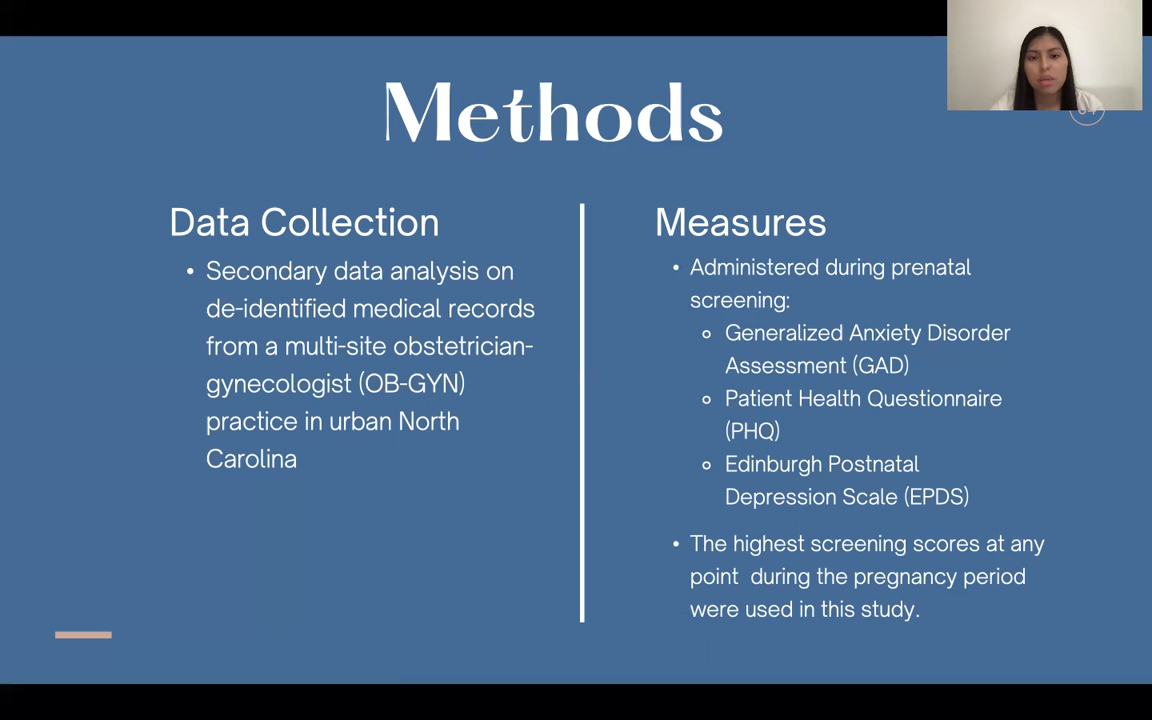 Methods
Data Collection
• Secondary data analysis on
de-identified medical records
from a multi-site obstetrician-
gynecologist (OB-GYN)
practice in urban North
Carolina
Measures
• Administered during prenatal
screening:
Generalized Anxiety Disorder
Assessment (GAD)
Patient Health Questionnaire
(PHQ)
Edinburgh Postnatal
Depression Scale (EPDS)
• The highest screening scores at any
point during the pregnancy period
were used in this study.